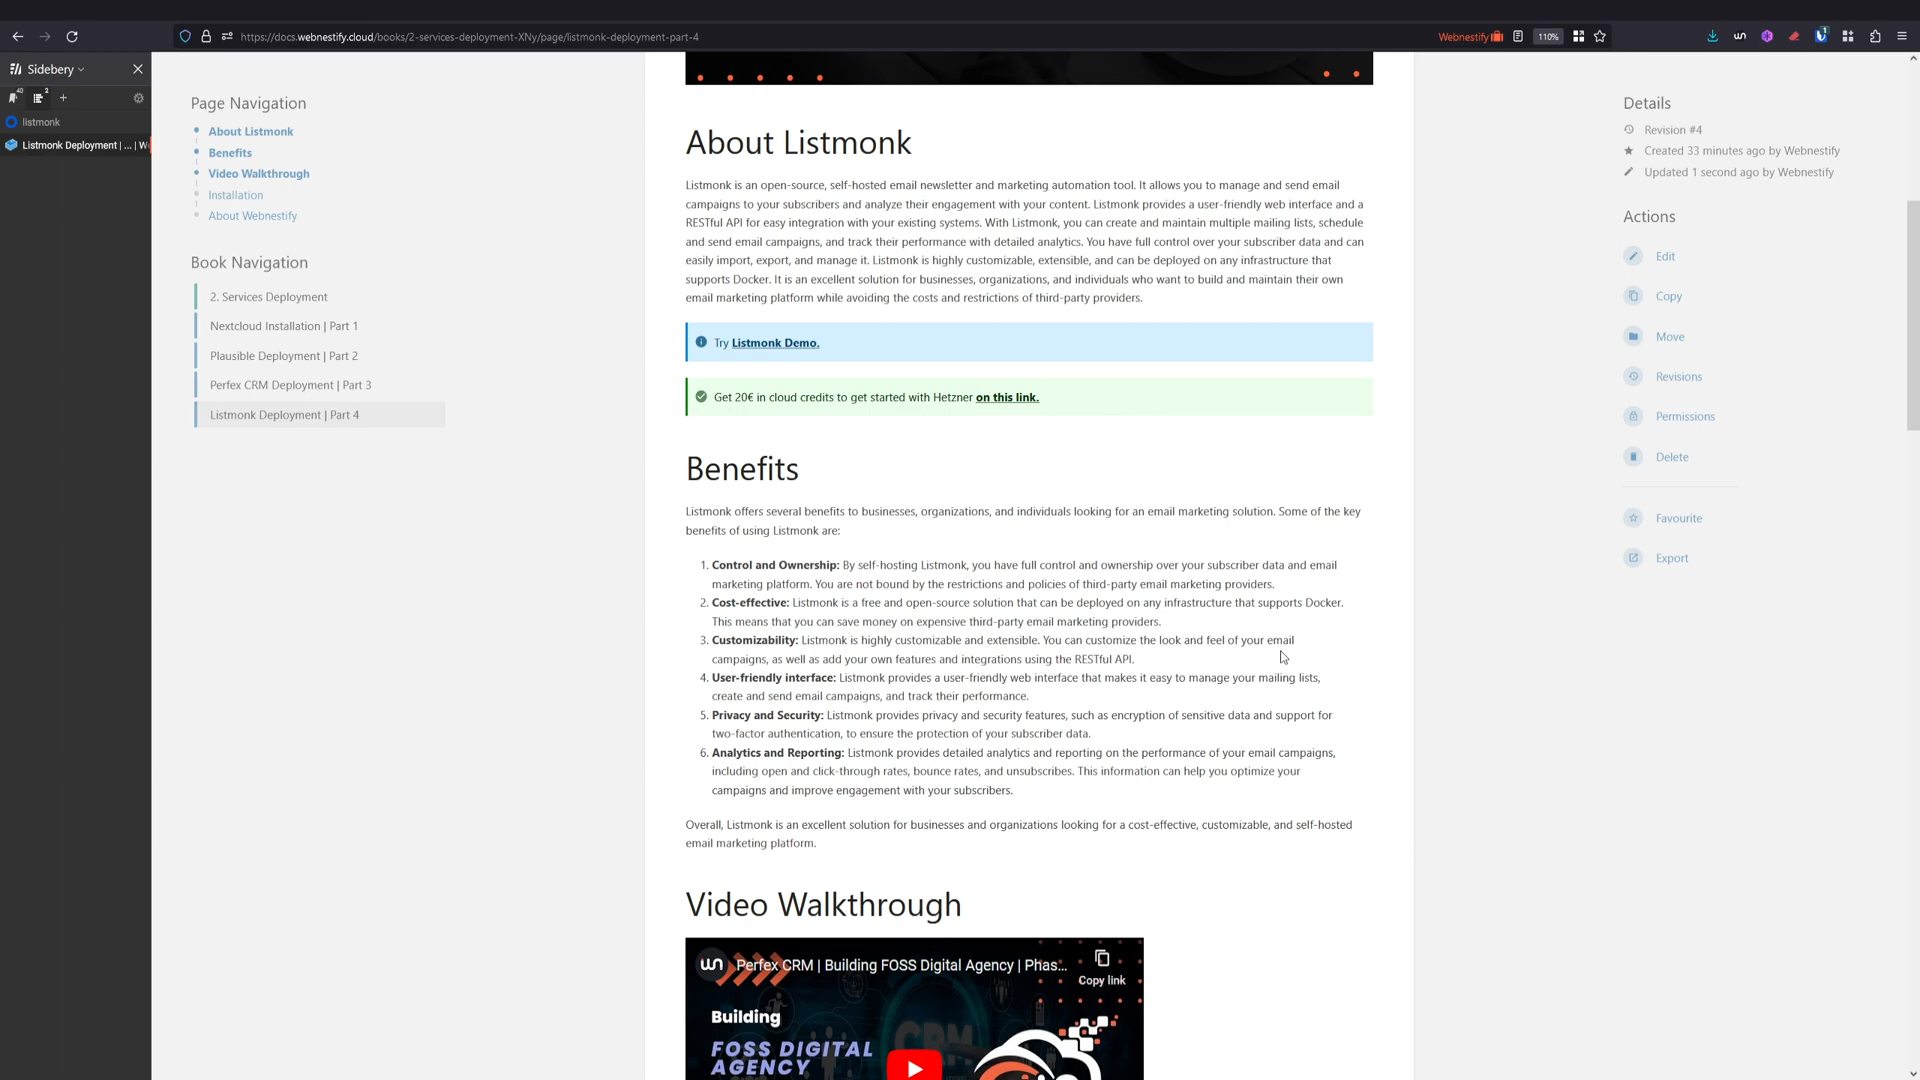 https://docs.webnestify.cloud/books/2-services-deployment-XNy/page/listmonk-deployment-part-4
Webnestify
110%
1
Sidebery
40
2
listmonk
Listmonk Deployment | ... | W
Page Navigation
About Listmonk
Benefits
Video Walkthrough
Installation
About Webnestify
Book Navigation
2. Services Deployment
Nextcloud Installation | Part 1
Plausible Deployment | Part 2
Perfex CRM Deployment | Part 3
Listmonk Deployment | Part 4
About Listmonk
Listmonk is an open-source, self-hosted email newsletter and marketing automation tool. It allows you to manage and send email
campaigns to your subscribers and analyze their engagement with your content. Listmonk provides a user-friendly web interface and a
RESTful API for easy integration with your existing systems. With Listmonk, you can create and maintain multiple mailing lists, schedule
and send email campaigns, and track their performance with detailed analytics. You have full control over your subscriber data and can
easily import, export, and manage it. Listmonk is highly customizable, extensible, and can be deployed on any infrastructure that
supports Docker. It is an excellent solution for businesses, organizations, and individuals who want to build and maintain their own
email marketing platform while avoiding the costs and restrictions of third-party providers.
Try Listmonk Demo.
Get 20€ in cloud credits to get started with Hetzner on this link.
Benefits
Listmonk offers several benefits to businesses, organizations, and individuals looking for an email marketing solution. Some of the key
benefits of using Listmonk are:
1. Control and Ownership: By self-hosting Listmonk, you have full control and ownership over your subscriber data and email
marketing platform. You are not bound by the restrictions and policies of third-party email marketing providers.
2. Cost-effective: Listmonk is a free and open-source solution that can be deployed on any infrastructure that supports Docker.
This means that you can save money on expensive third-party email marketing providers.
3. Customizability: Listmonk is highly customizable and extensible. You can customize the look and feel of your email
campaigns, as well as add your own features and integrations using the RESTful API.
4. User-friendly interface: Listmonk provides a user-friendly web interface that makes it easy to manage your mailing lists,
create and send email campaigns, and track their performance.
5. Privacy and Security: Listmonk provides privacy and security features, such as encryption of sensitive data and support for
two-factor authentication, to ensure the protection of your subscriber data.
6. Analytics and Reporting: Listmonk provides detailed analytics and reporting on the performance of your email campaigns,
including open and click-through rates, bounce rates, and unsubscribes. This information can help you optimize your
campaigns and improve engagement with your subscribers.
Overall, Listmonk is an excellent solution for businesses and organizations looking for a cost-effective, customizable, and self-hosted
email marketing platform.
Video Walkthrough
Perfex CRM | Building FOSS Digital Agency | Phas...
Copy link
Building
FOSS DIGITAL
AGENCY
CRM
Details
Revision #4
Created 33 minutes ago by Webnestify
Updated 1 second ago by Webnestify
Actions
Edit
Copy
Move
Revisions
Permissions
Delete
Favourite
Export